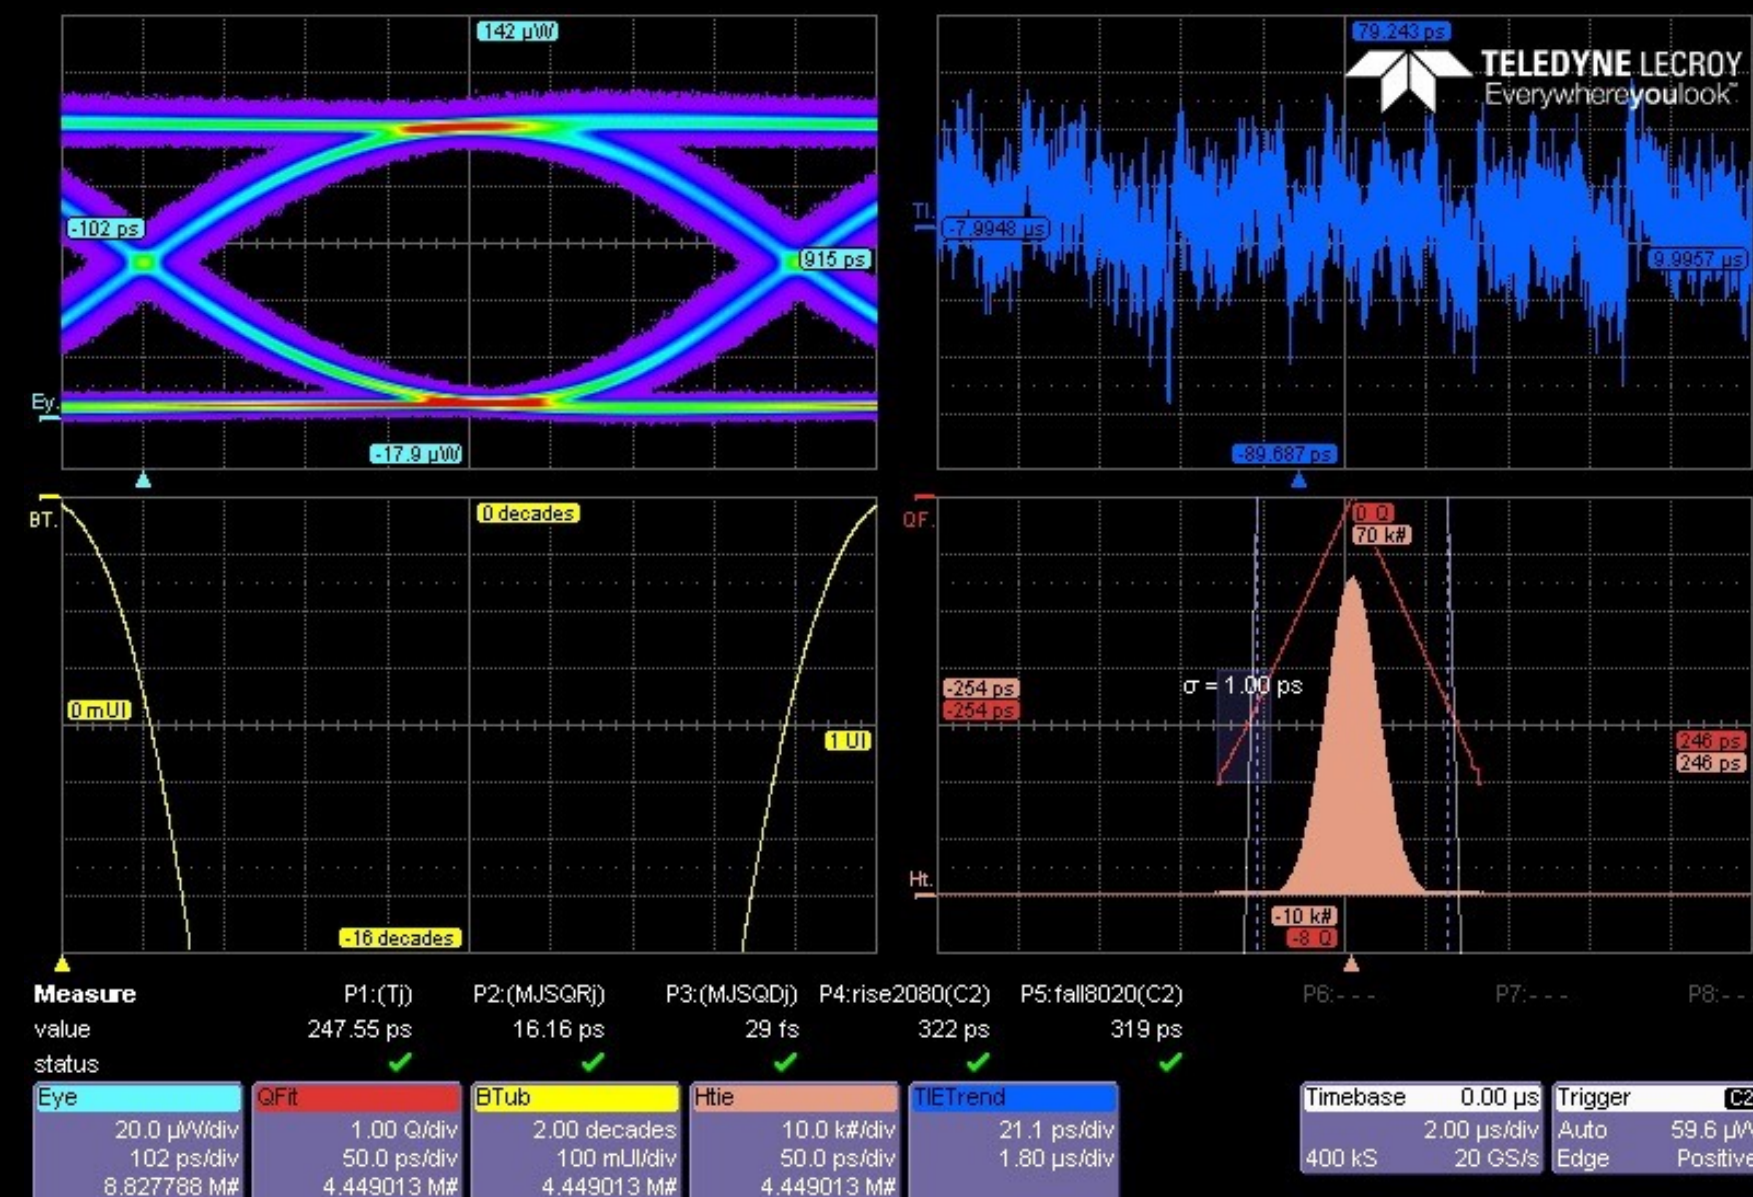 142 µW
79.243 ps
TELEDYNE LECROY
Everywhereyoulook™
-102 ps
915 ps
TI.
-7.9948 µs
9.9957 µs
Ey.
-17.9 µW
-89.687 ps
BT.
0 decades
QF.
0 Q
70 k#
0 mUI
1 UI
σ = 1.00 ps
-254 ps
-254 ps
246 ps
246 ps
Ht.
-16 decades
-10 k#
-8 Q
Measure P1:(Tj) P2:(MJSQRj) P3:(MJSQDj) P4:rise2080(C2) P5:fall8020(C2) P6:- - - P7:- - - P8:- -
value 247.55 ps 16.16 ps 29 fs 322 ps 319 ps
status
Eye QFit BTub Htie TIETrend Timebase 0.00 µs Trigger C2
20.0 µW/div 1.00 Q/div 2.00 decades 10.0 k#/div 21.1 ps/div 2.00 µs/div Auto 59.6 µW
102 ps/div 50.0 ps/div 100 mUI/div 50.0 ps/div 1.80 µs/div 400 kS 20 GS/s Edge Positive
8.827788 M# 4.449013 M# 4.449013 M# 4.449013 M#